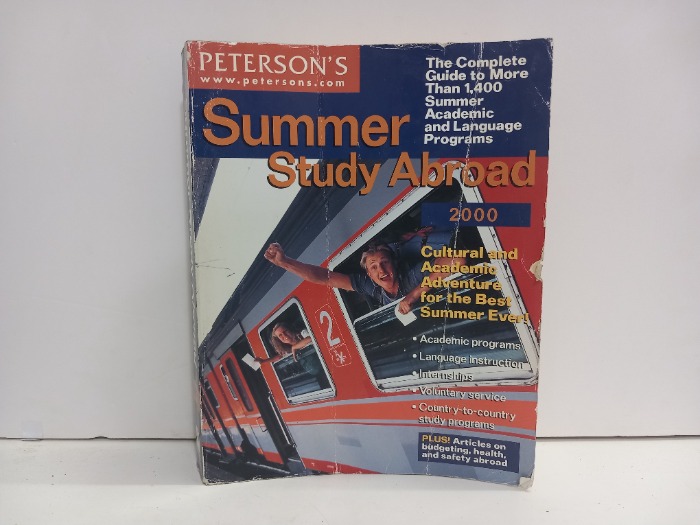 PETERSON'S
www.petersons.com
The Complete
Guide to More
Than 1,400
Summer
Academic
and Language
Programs
Summer
Study Abroad
2000
Cultural and
Academic
Adventure
for the Best
Summer Ever!
• Academic programs
• Language instruction
• Internships
• Voluntary service
• Country-to-country
study programs
PLUS! Articles on
budgeting, health,
and safety abroad
2